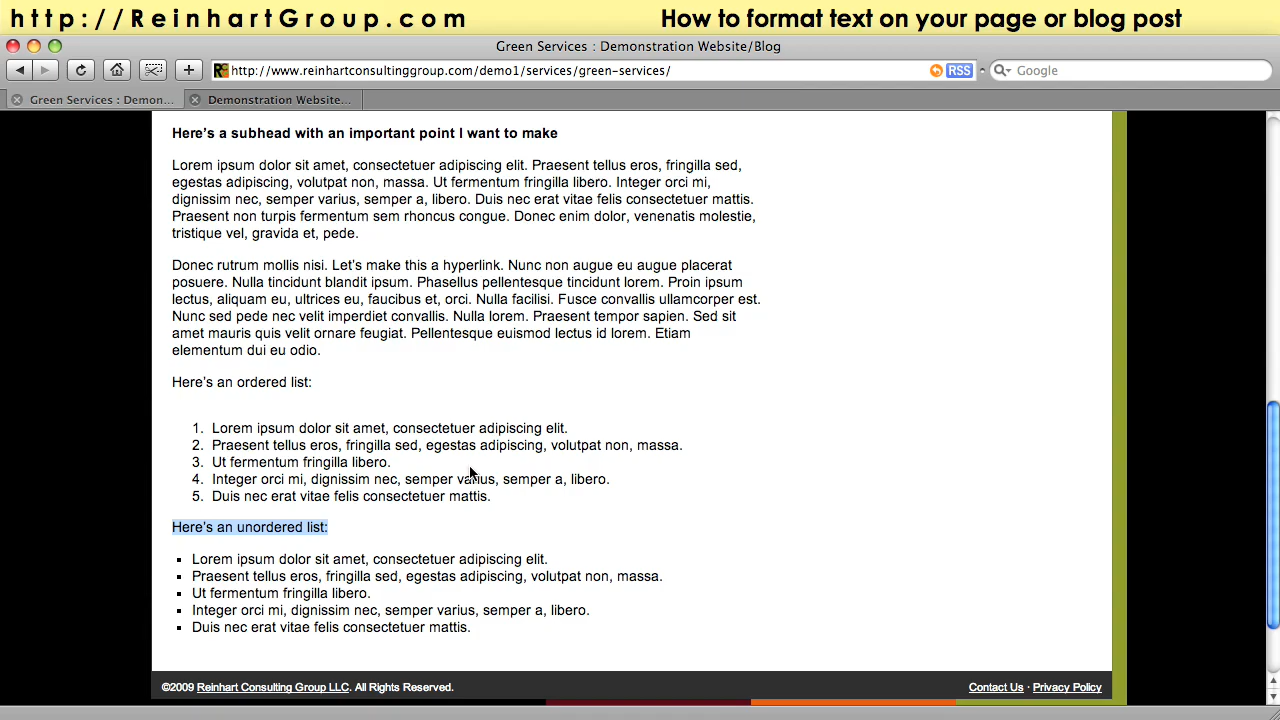 http://ReinhartGroup.com
How to format text on your page or blog post
Green Services : Demonstration Website/Blog
http://www.reinhartconsultinggroup.com/demo1/services/green-services/
RSS
Google
Green Services : Demon...
Demonstration Website...
Here's a subhead with an important point I want to make
Lorem ipsum dolor sit amet, consectetuer adipiscing elit. Praesent tellus eros, fringilla sed,
egestas adipiscing, volutpat non, massa. Ut fermentum fringilla libero. Integer orci mi,
dignissim nec, semper varius, semper a, libero. Duis nec erat vitae felis consectetuer mattis.
Praesent non turpis fermentum sem rhoncus congue. Donec enim dolor, venenatis molestie,
tristique vel, gravida et, pede.
Donec rutrum mollis nisi. Let's make this a hyperlink. Nunc non augue eu augue placerat
posuere. Nulla tincidunt blandit ipsum. Phasellus pellentesque tincidunt lorem. Proin ipsum
lectus, aliquam eu, ultrices eu, faucibus et, orci. Nulla facilisi. Fusce convallis ullamcorper est.
Nunc sed pede nec velit imperdiet convallis. Nulla lorem. Praesent tempor sapien. Sed sit
amet mauris quis velit ornare feugiat. Pellentesque euismod lectus id lorem. Etiam
elementum dui eu odio.
Here's an ordered list:
1. Lorem ipsum dolor sit amet, consectetuer adipiscing elit.
2. Praesent tellus eros, fringilla sed, egestas adipiscing, volutpat non, massa.
3. Ut fermentum fringilla libero.
4. Integer orci mi, dignissim nec, semper varius, semper a, libero.
5. Duis nec erat vitae felis consectetuer mattis.
Here's an unordered list:
▪ Lorem ipsum dolor sit amet, consectetuer adipiscing elit.
▪ Praesent tellus eros, fringilla sed, egestas adipiscing, volutpat non, massa.
▪ Ut fermentum fringilla libero.
▪ Integer orci mi, dignissim nec, semper varius, semper a, libero.
▪ Duis nec erat vitae felis consectetuer mattis.
©2009 Reinhart Consulting Group LLC. All Rights Reserved.
Contact Us · Privacy Policy